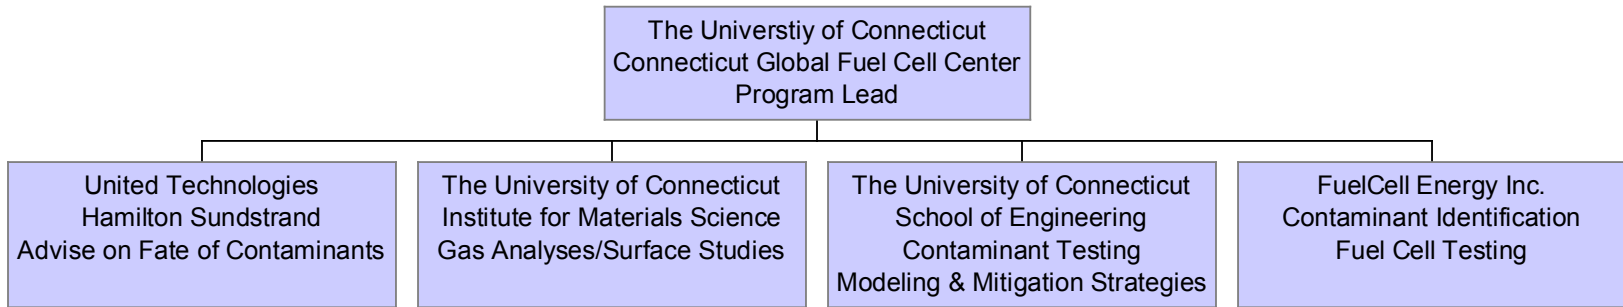 The Universtiy of Connecticut
Connecticut Global Fuel Cell Center
Program Lead
United Technologies
Hamilton Sundstrand
Advise on Fate of Contaminants
The University of Connecticut
Institute for Materials Science
Gas Analyses/Surface Studies
The University of Connecticut
School of Engineering
Contaminant Testing
Modeling & Mitigation Strategies
FuelCell Energy Inc.
Contaminant Identification
Fuel Cell Testing